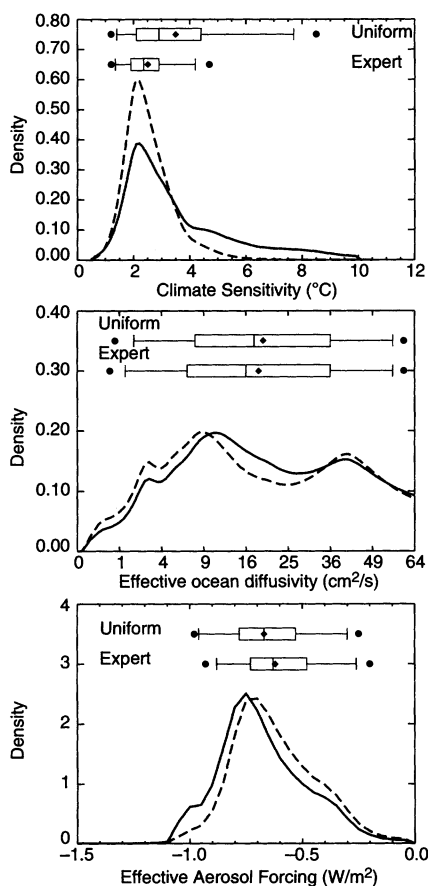 0.80
Uniform
0.70
Expert
0.60
0.50
0.40
0.30
0.20
0.10
0.00
Density
0 2 4 6 8 10 12
Climate Sensitivity (°C)
0.40
Uniform
Expert
0.30
0.20
0.10
0.00
Density
0 1 4 9 16 25 36 49 64
Effective ocean diffusivity (cm²/s)
4
Uniform
3
Expert
2
1
0
Density
−1.5 −1.0 −0.5 0.0
Effective Aerosol Forcing (W/m²)